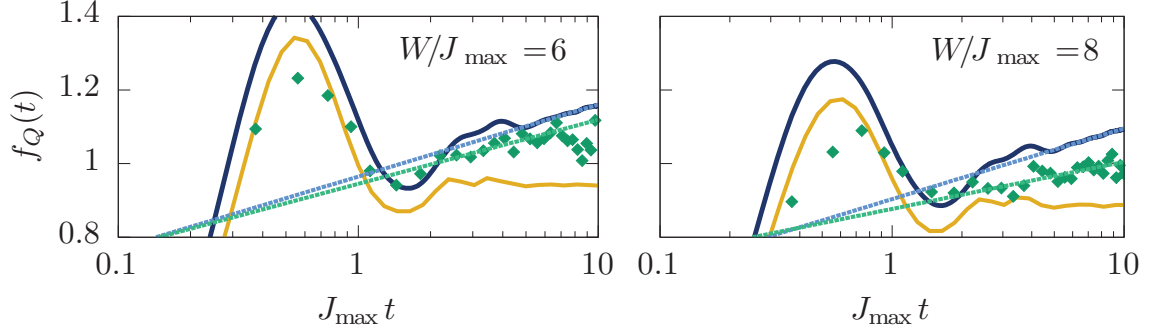 1.4
1.2
1
0.8
f_Q(t)
W/J_max = 6
0.1
1
10
J_max t
W/J_max = 8
0.1
1
10
J_max t